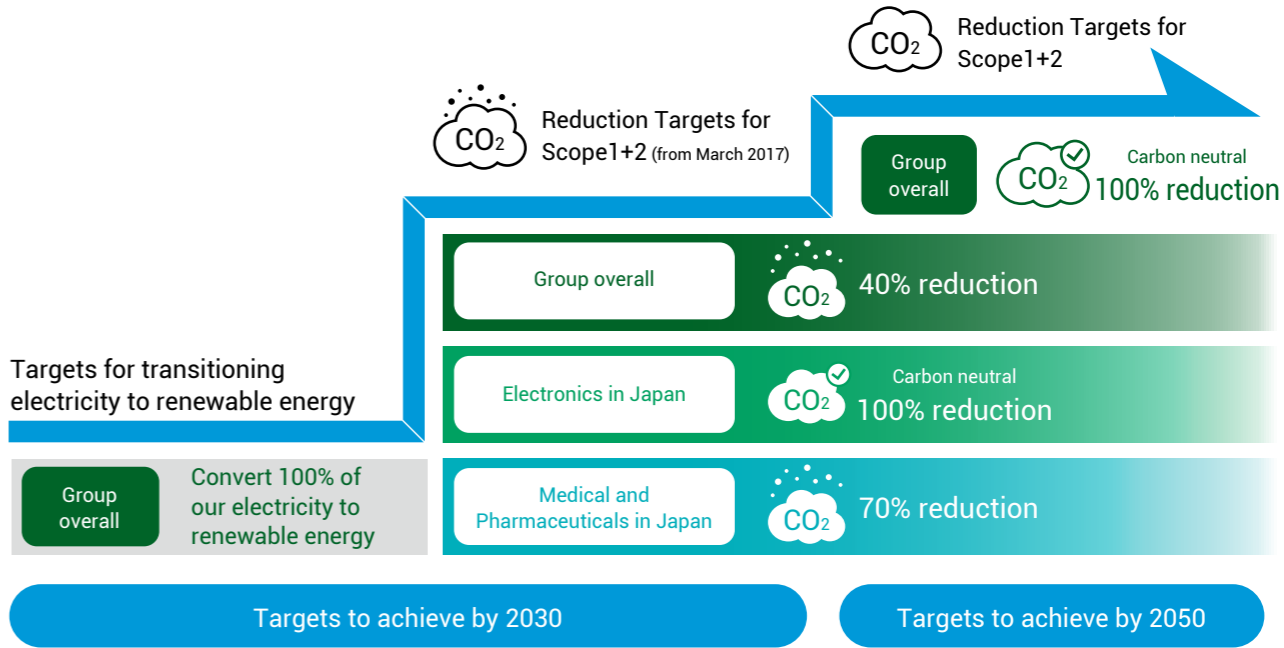 Targets for transitioning
electricity to renewable energy
Group
overall
Convert 100% of
our electricity to
renewable energy
CO2
Reduction Targets for
Scope1+2 (from March 2017)
Group overall
CO2
40% reduction
Electronics in Japan
CO2
Carbon neutral
100% reduction
Medical and
Pharmaceuticals in Japan
CO2
70% reduction
CO2
Reduction Targets for
Scope1+2
Group
overall
CO2
Carbon neutral
100% reduction
Targets to achieve by 2030
Targets to achieve by 2050